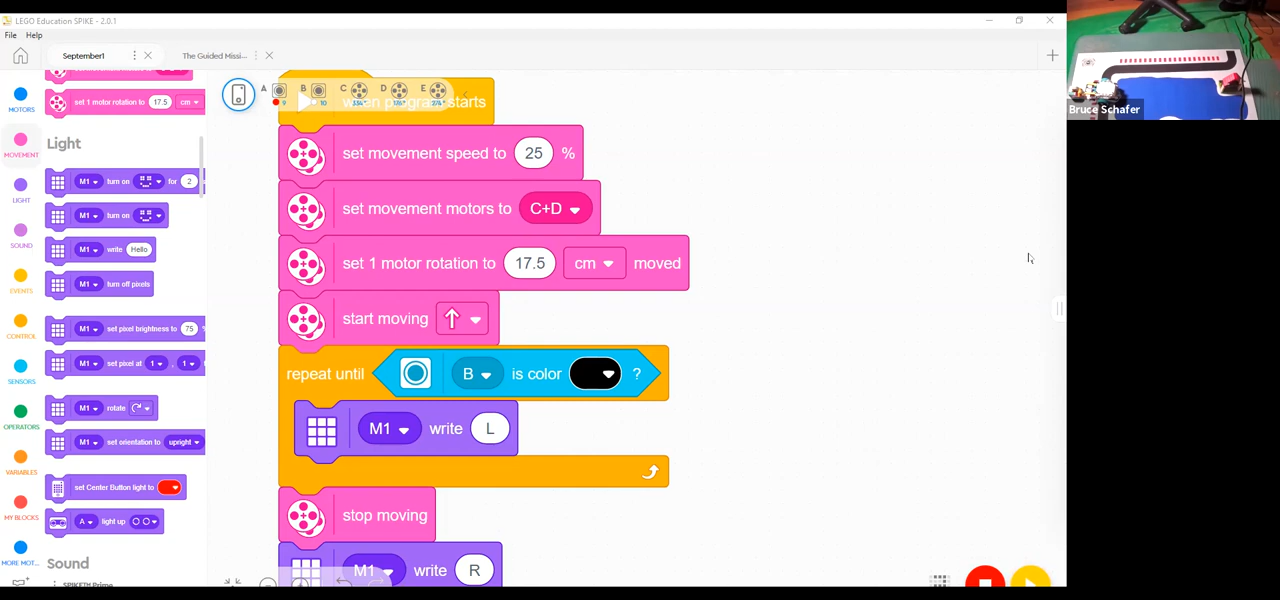 LEGO Education SPIKE - 2.0.1
File Help
September1
The Guided Missi...
MOTORS
MOVEMENT
LIGHT
SOUND
EVENTS
CONTROL
SENSORS
OPERATORS
VARIABLES
MY BLOCKS
MORE MOT...
set 1 motor rotation to 17.5 cm
Light
M1 turn on for 2
M1 turn on
M1 write Hello
M1 turn off pixels
M1 set pixel brightness to 75
M1 set pixel at 1 , 1
M1 rotate
M1 set orientation to upright
set Center Button light to
A light up
Sound
SPIKE™ Prime
A B C D E
9 10
when program starts
set movement speed to 25 %
set movement motors to C+D
set 1 motor rotation to 17.5 cm moved
start moving
repeat until B is color ?
M1 write L
stop moving
M1 write R
Bruce Schafer